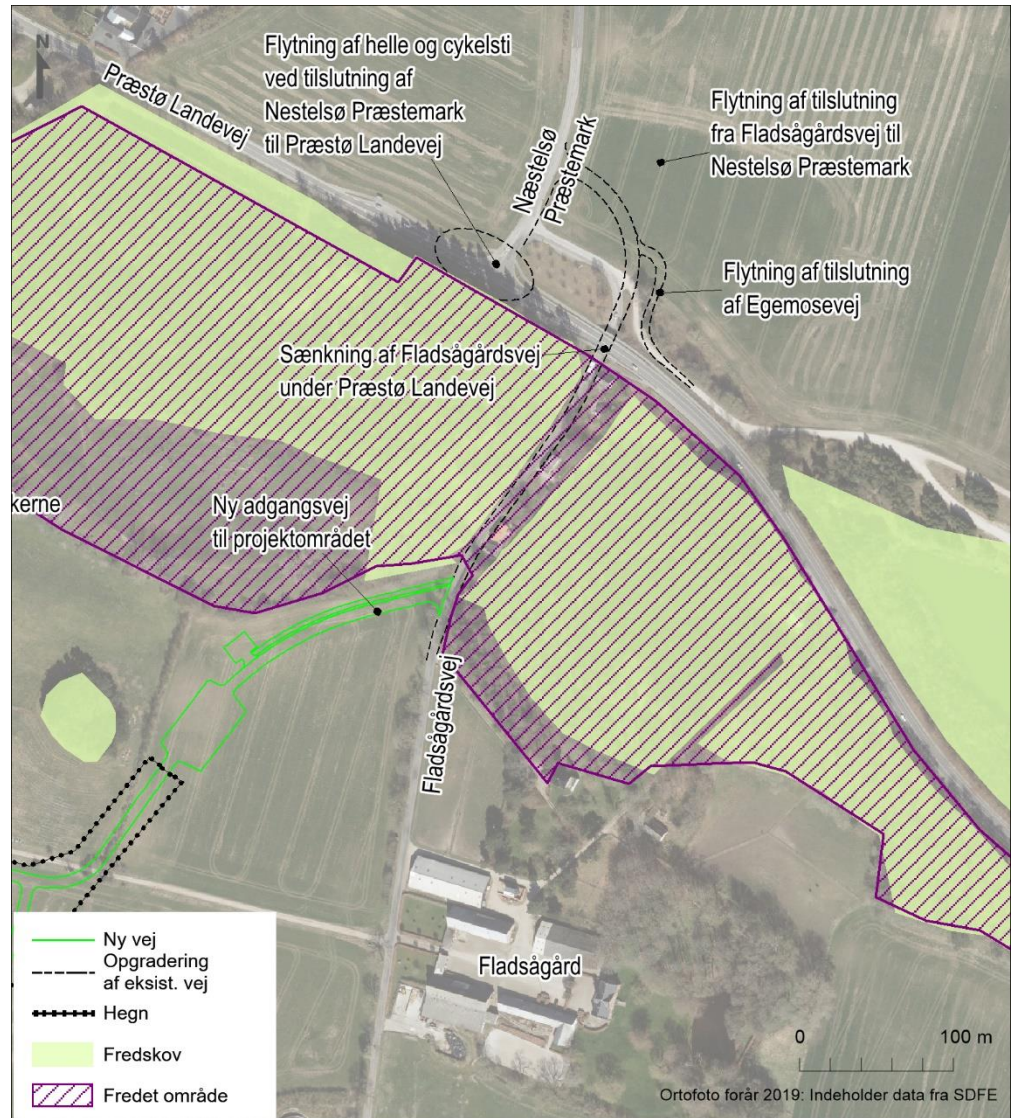 N
Præstø Landevej
Flytning af helle og cykelsti
ved tilslutning af
Nestelsø Præstemark
til Præstø Landevej
Næstelsø
Præstemark
Flytning af tilslutning
fra Fladsågårdsvej til
Nestelsø Præstemark
Flytning af tilslutning
af Egemosevej
Sænkning af Fladsågårdsvej
under Præstø Landevej
kerne
Ny adgangsvej
til projektområdet
Fladsågårdsvej
Fladsågård
Ny vej
Opgradering
af eksist. vej
Hegn
Fredskov
Fredet område
0 100 m
Ortofoto forår 2019: Indeholder data fra SDFE